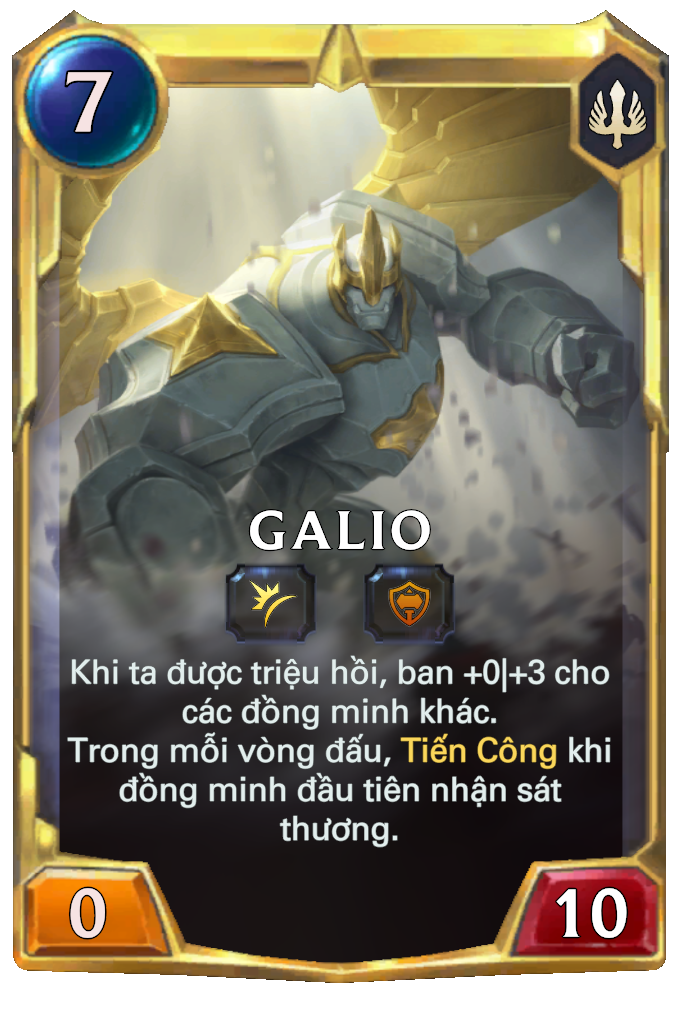 7
GALIO
Khi ta được triệu hồi, ban +0|+3 cho
các đồng minh khác.
Trong mỗi vòng đấu, Tiến Công khi
đồng minh đầu tiên nhận sát
thương.
0
10